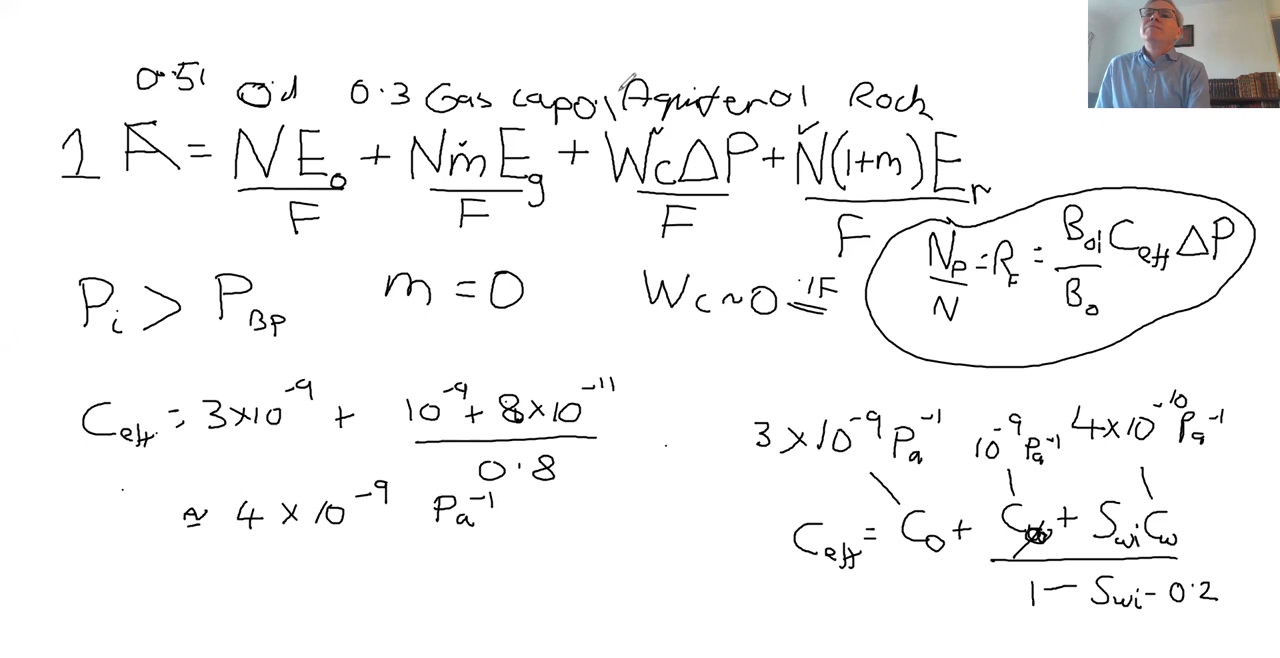 0.51 Oil 0.3 Gas cap 0.1 Aquifer 0.1 Rock
1 F/F = NE_o/F + NmE_g/F + W_cΔP/F + N(1+m)E_r/F
N_P/N = R_F = B_oi/B_o C_eff ΔP
P_i > P_BP m = 0 W_c ~ 0 IF
C_eff = 3×10^-9 + (10^-9 + 8×10^-11)/0.8
3×10^-9 Pa^-1 10^-9 Pa^-1 4×10^-10 Pa^-1
≈ 4×10^-9 Pa^-1
C_eff = C_o + (C_φ + S_wi C_w)/(1 - S_wi - 0.2)